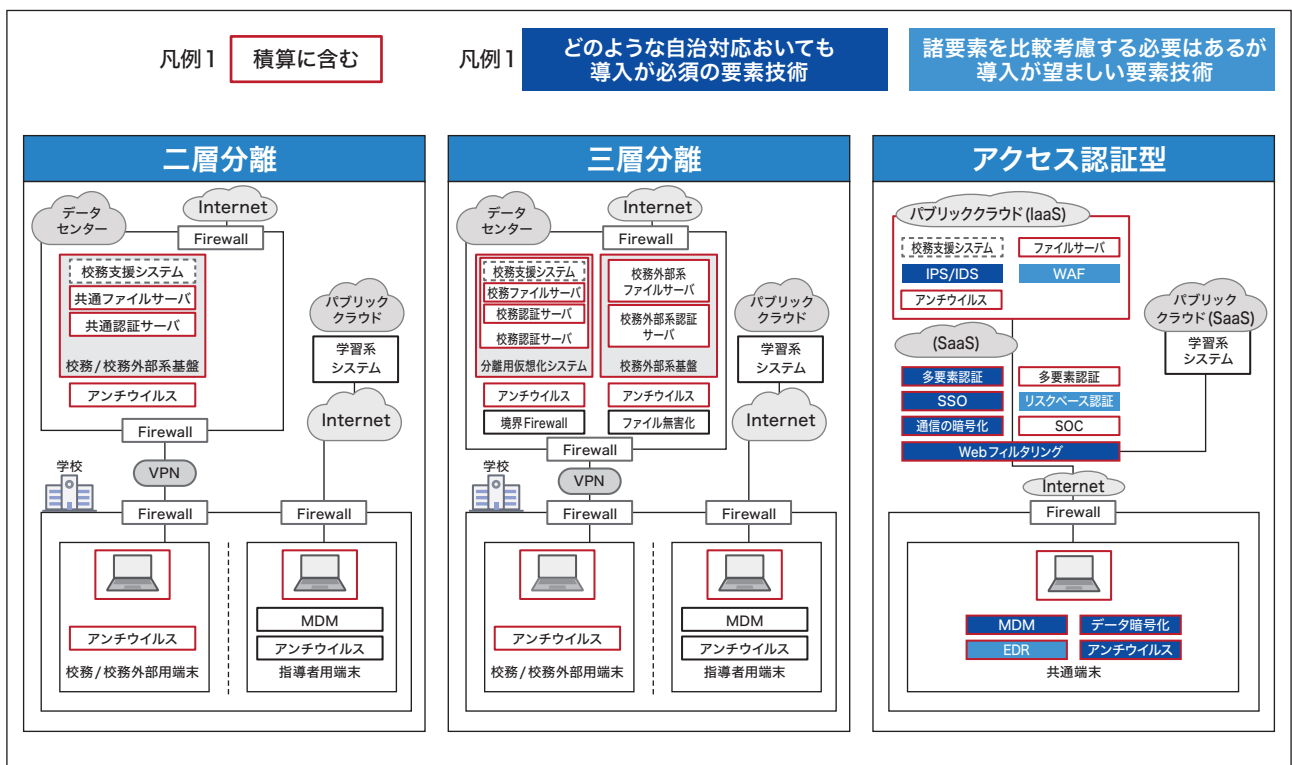 凡例1
積算に含む
凡例1
どのような自治対応おいても
導入が必須の要素技術
諸要素を比較考慮する必要はあるが
導入が望ましい要素技術
二層分離
データ
センター
Internet
Firewall
校務支援システム
共通ファイルサーバ
共通認証サーバ
校務/校務外部系基盤
アンチウイルス
パブリック
クラウド
学習系
システム
Internet
Firewall
VPN
学校
Firewall
Firewall
アンチウイルス
校務/校務外部用端末
MDM
アンチウイルス
指導者用端末
三層分離
データ
センター
Internet
Firewall
校務支援システム
校務ファイルサーバ
校務認証サーバ
校務認証サーバ
分離用仮想化システム
校務外部系
ファイルサーバ
校務外部系認証
サーバ
校務外部系基盤
アンチウイルス
境界Firewall
アンチウイルス
ファイル無害化
パブリック
クラウド
学習系
システム
Internet
Firewall
VPN
学校
Firewall
Firewall
アンチウイルス
校務/校務外部用端末
MDM
アンチウイルス
指導者用端末
アクセス認証型
パブリッククラウド(IaaS)
校務支援システム
ファイルサーバ
IPS/IDS
WAF
アンチウイルス
パブリック
クラウド(SaaS)
学習系
システム
(SaaS)
多要素認証
多要素認証
SSO
リスクベース認証
通信の暗号化
SOC
Webフィルタリング
Internet
Firewall
MDM
データ暗号化
EDR
アンチウイルス
共通端末